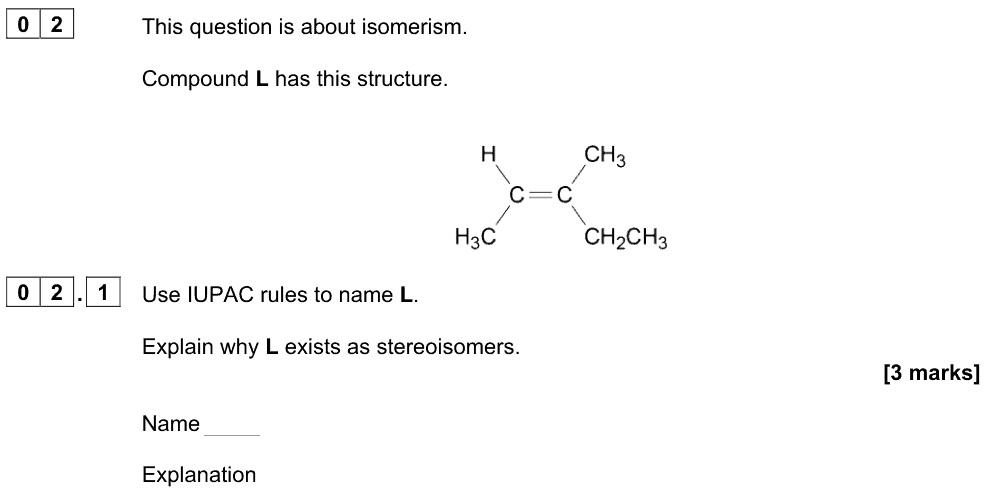 0 2 This question is about isomerism.
Compound L has this structure.
H CH3
C=C
H3C CH2CH3
0 2 . 1 Use IUPAC rules to name L.
Explain why L exists as stereoisomers.
[3 marks]
Name
Explanation